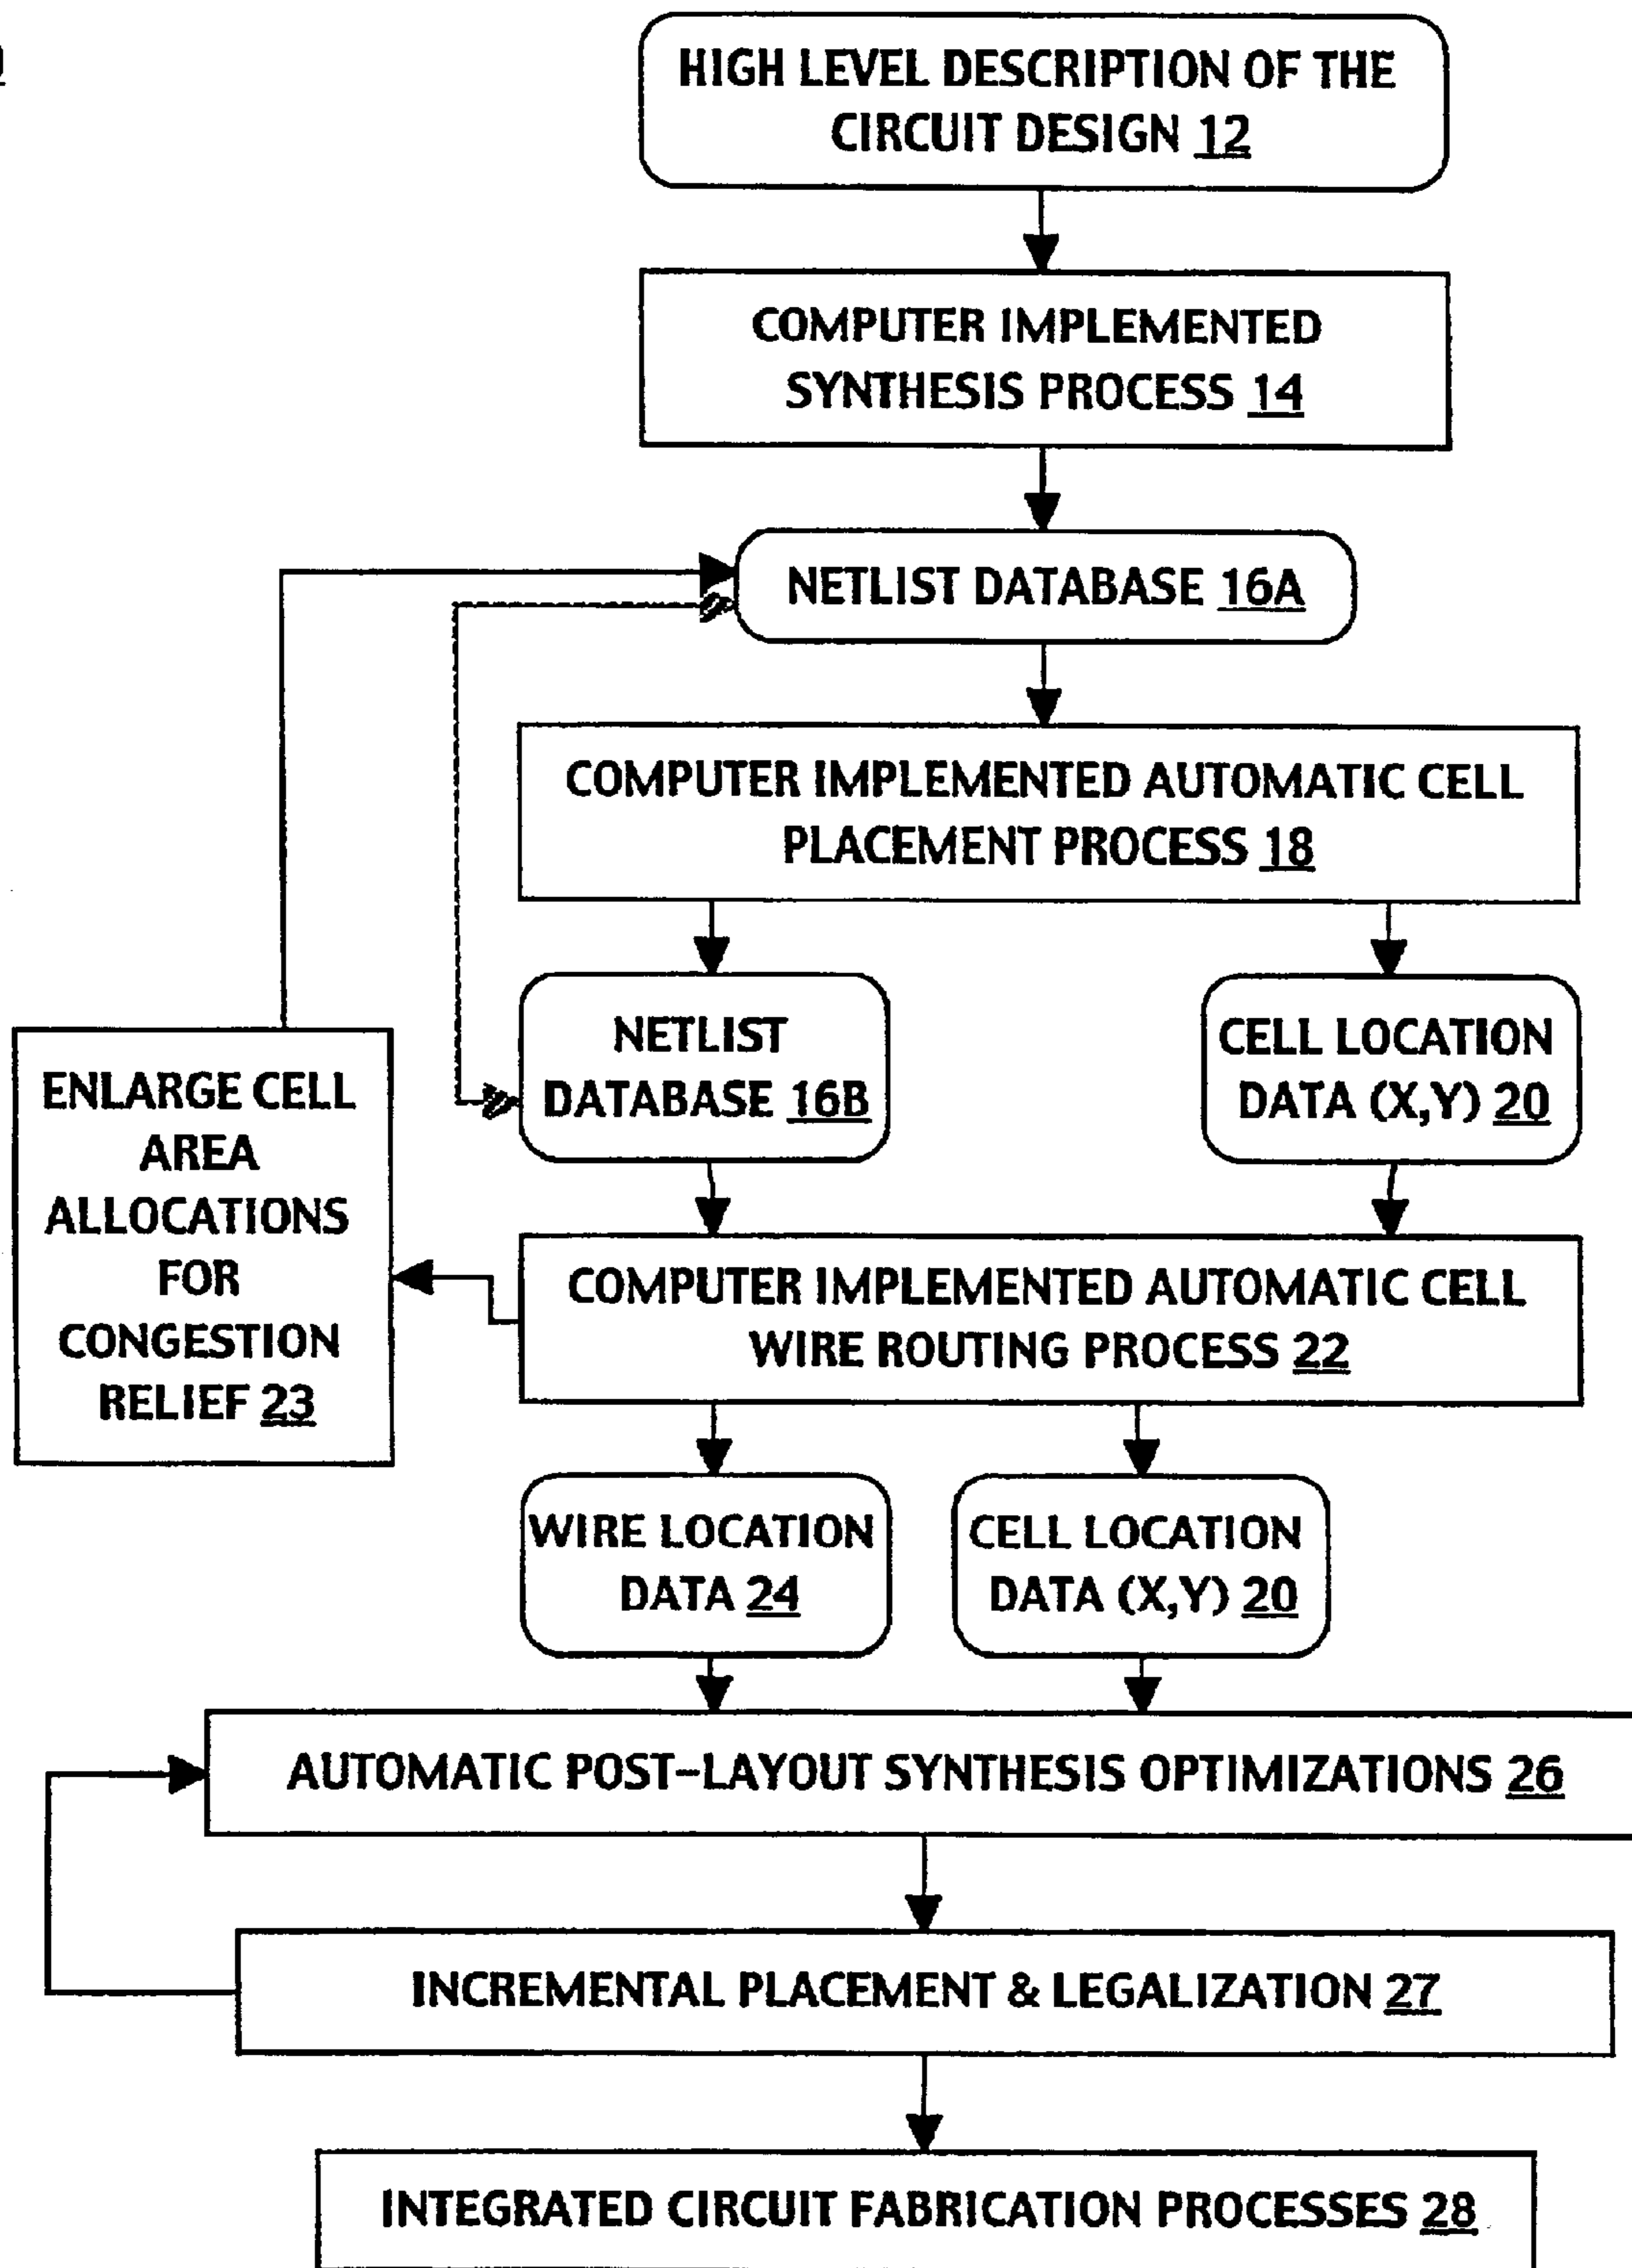 HIGH LEVEL DESCRIPTION OF THE
CIRCUIT DESIGN 12
COMPUTER IMPLEMENTED
SYNTHESIS PROCESS 14
NETLIST DATABASE 16A
COMPUTER IMPLEMENTED AUTOMATIC CELL
PLACEMENT PROCESS 18
NETLIST
DATABASE 16B
CELL LOCATION
DATA (X,Y) 20
ENLARGE CELL
AREA
ALLOCATIONS
FOR
CONGESTION
RELIEF 23
COMPUTER IMPLEMENTED AUTOMATIC CELL
WIRE ROUTING PROCESS 22
WIRE LOCATION
DATA 24
CELL LOCATION
DATA (X,Y) 20
AUTOMATIC POST-LAYOUT SYNTHESIS OPTIMIZATIONS 26
INCREMENTAL PLACEMENT & LEGALIZATION 27
INTEGRATED CIRCUIT FABRICATION PROCESSES 28